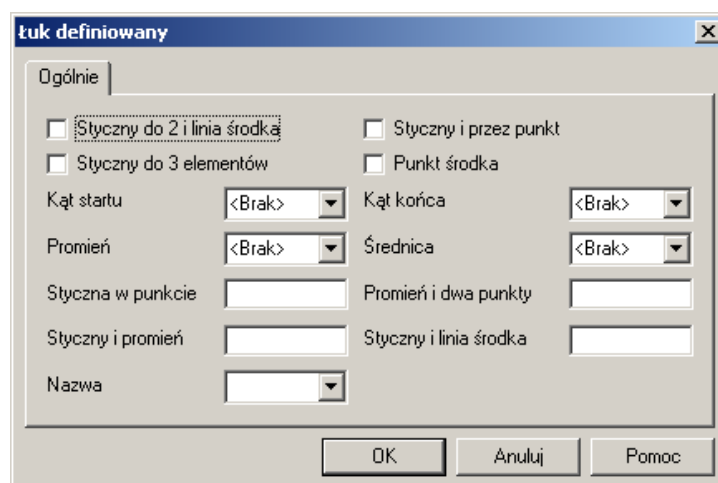 Łuk definiowany
Ogólnie
Styczny do 2 i linia środka
Styczny i przez punkt
Styczny do 3 elementów
Punkt środka
Kąt startu <Brak>
Kąt końca <Brak>
Promień <Brak>
Średnica <Brak>
Styczna w punkcie
Promień i dwa punkty
Styczny i promień
Styczny i linia środka
Nazwa
OK Anuluj Pomoc